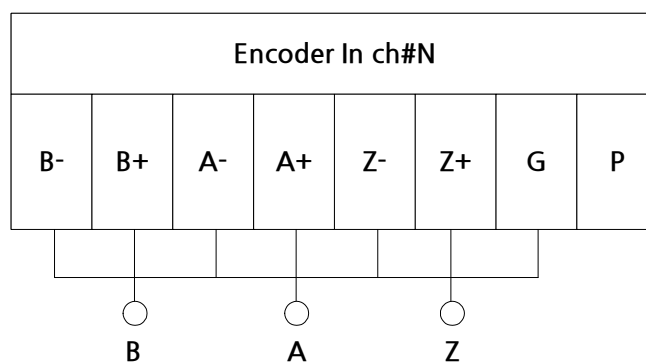 Encoder In ch#N
B- B+ A- A+ Z- Z+ G P
B A Z